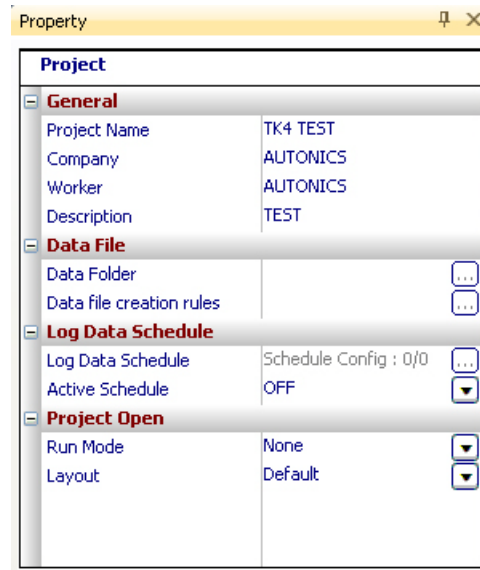 Property
Project
General
Project Name TK4 TEST
Company AUTONICS
Worker AUTONICS
Description TEST
Data File
Data Folder ...
Data file creation rules ...
Log Data Schedule
Log Data Schedule Schedule Config : 0/0 ...
Active Schedule OFF
Project Open
Run Mode None
Layout Default